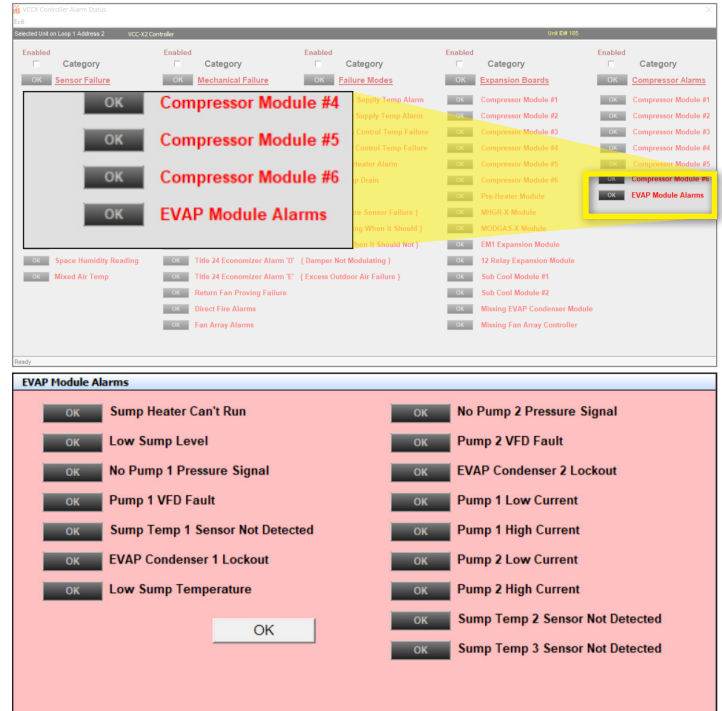 VCCX Controller Alarm Status
Exit
Selected Unit on Loop 1 Address 2 VCC-X2 Controller Unit ID# 105
Enabled Enabled Enabled Enabled Enabled
Category Category Category Category Category
OK Sensor Failure OK Mechanical Failure OK Failure Modes OK Expansion Boards OK Compressor Alarms
Supply Temp Alarm OK Compressor Module #1 OK Compressor Module #1
Supply Temp Alarm OK Compressor Module #2 OK Compressor Module #2
Control Temp Failure OK Compressor Module #3 OK Compressor Module #3
Control Temp Failure OK Compressor Module #4 OK Compressor Module #4
Heater Alarm OK Compressor Module #5 OK Compressor Module #5
Drain OK Compressor Module #6 OK Compressor Module #6
OK Pre-Heater Module OK EVAP Module Alarms
Sensor Failure ) OK MHGR-X Module
When It Should ) OK MODGAS-X Module
When It Should Not ) OK EM1 Expansion Module
OK Compressor Module #4
OK Compressor Module #5
OK Compressor Module #6
OK EVAP Module Alarms
OK Space Humidity Reading OK Title 24 Economizer Alarm 'D' ( Damper Not Modulating ) OK 12 Relay Expansion Module
OK Mixed Air Temp OK Title 24 Economizer Alarm 'E' ( Excess Outdoor Air Failure ) OK Sub Cool Module #1
OK Return Fan Proving Failure OK Sub Cool Module #2
OK Direct Fire Alarms OK Missing EVAP Condenser Module
OK Fan Array Alarms OK Missing Fan Array Controller
Ready
EVAP Module Alarms
OK Sump Heater Can't Run OK No Pump 2 Pressure Signal
OK Low Sump Level OK Pump 2 VFD Fault
OK No Pump 1 Pressure Signal OK EVAP Condenser 2 Lockout
OK Pump 1 VFD Fault OK Pump 1 Low Current
OK Sump Temp 1 Sensor Not Detected OK Pump 1 High Current
OK EVAP Condenser 1 Lockout OK Pump 2 Low Current
OK Low Sump Temperature OK Pump 2 High Current
OK Sump Temp 2 Sensor Not Detected
OK
OK Sump Temp 3 Sensor Not Detected